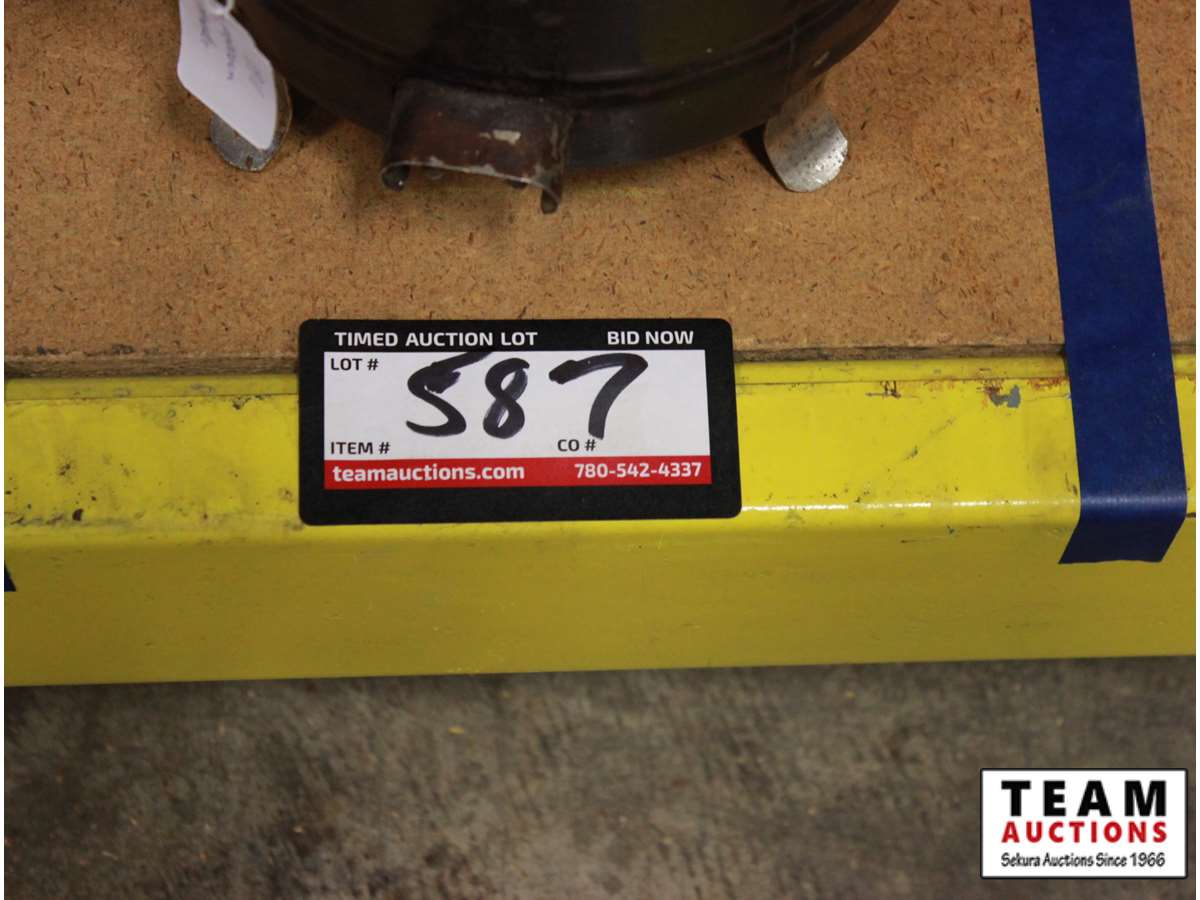 TIMED AUCTION LOT BID NOW
LOT # 587
ITEM # CO #
teamauctions.com 780-542-4337
TEAM
AUCTIONS
Sekura Auctions Since 1966